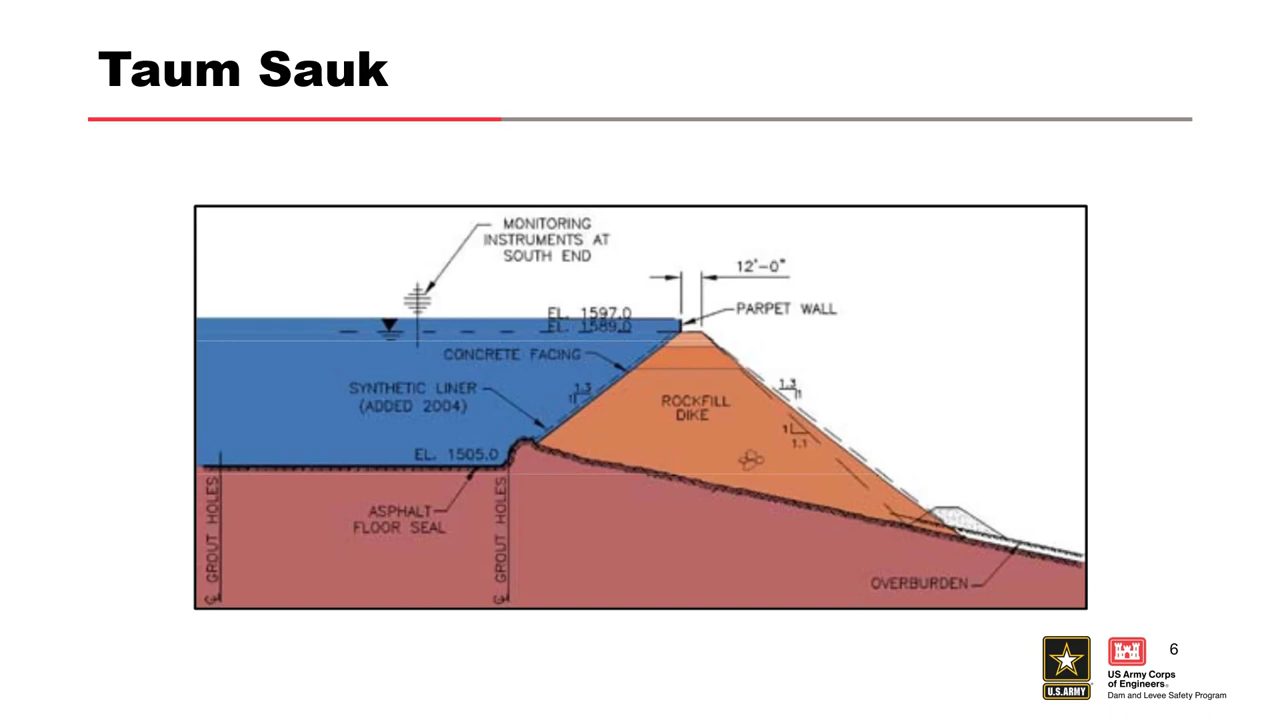 Taum Sauk
MONITORING
INSTRUMENTS AT
SOUTH END
12'-0"
EL. 1597.0
EL. 1589.0
PARPET WALL
CONCRETE FACING
SYNTHETIC LINER
(ADDED 2004)
1.3
1
ROCKFILL
DIKE
1.3
1
1
1.1
EL. 1505.0
ASPHALT
FLOOR SEAL
℄ GROUT HOLES
℄ GROUT HOLES
OVERBURDEN
U.S.ARMY
US Army Corps
of Engineers®
Dam and Levee Safety Program
6